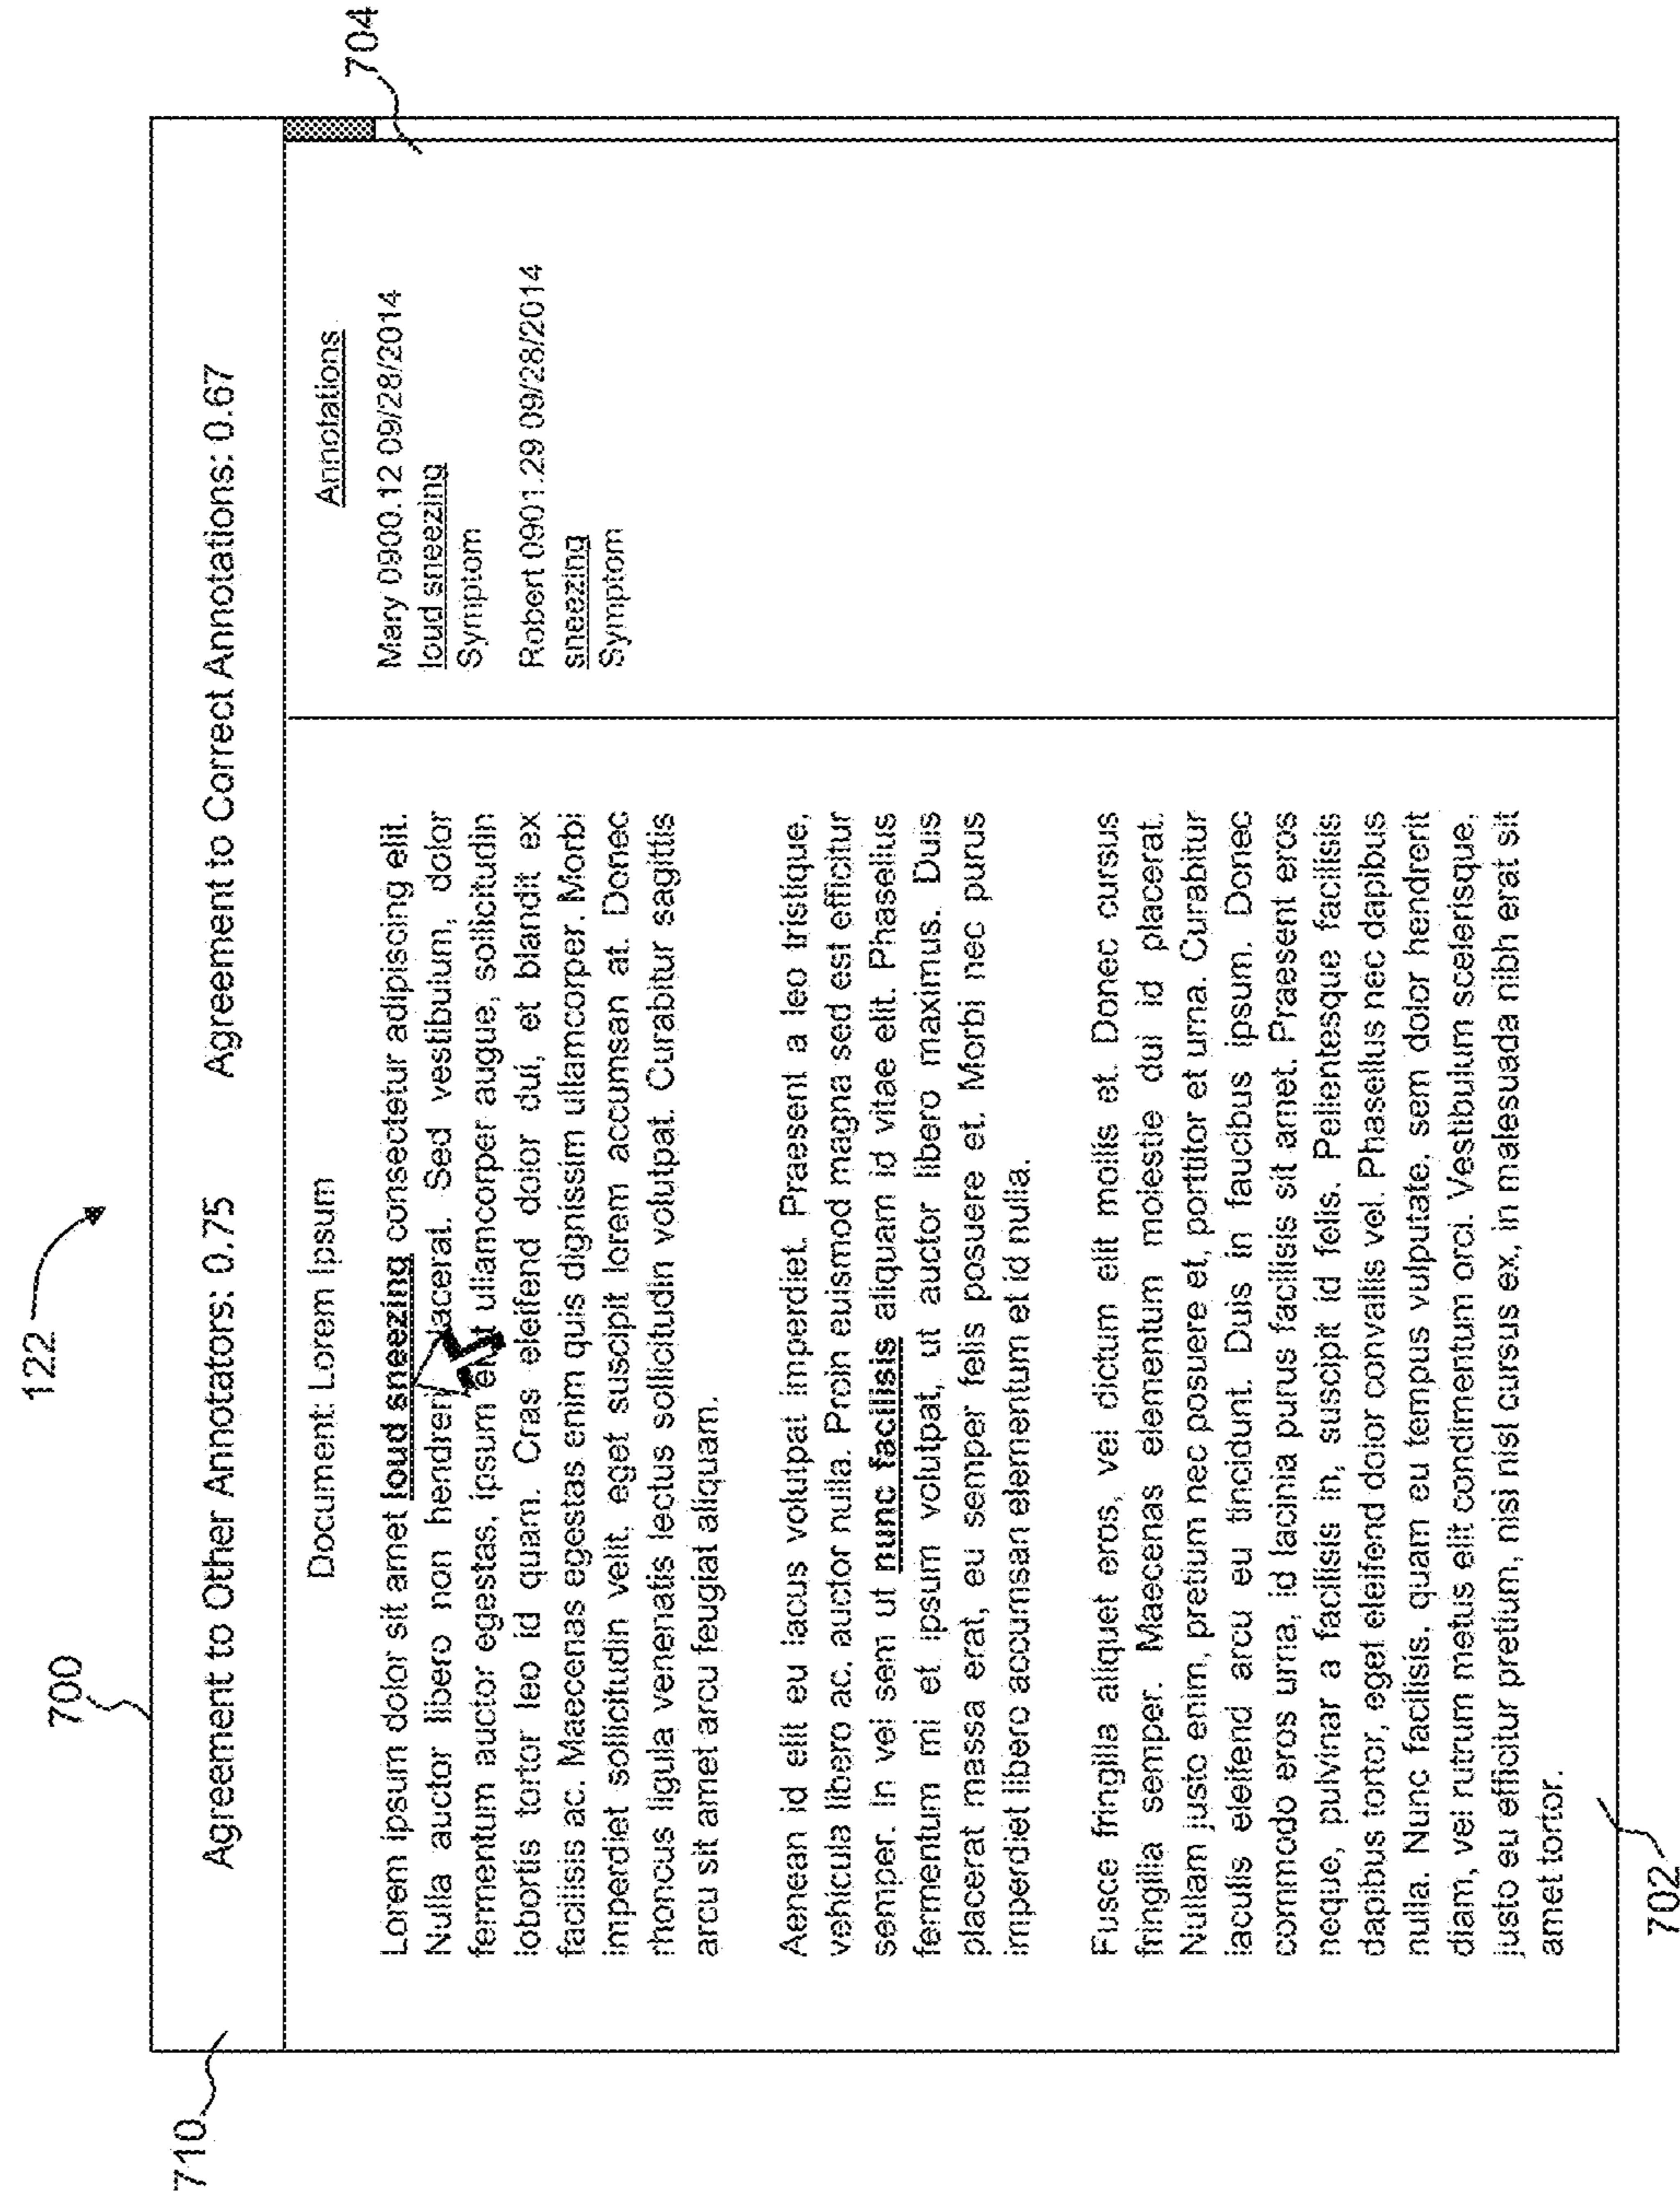 122
700
710
Agreement to Other Annotators: 0.75
Agreement to Correct Annotations: 0.67
704
Document: Lorem Ipsum
Lorem ipsum dolor sit amet loud sneezing consectetur adipiscing elit.
Nulla auctor libero non hendrerit placerat. Sed vestibulum, dolor
fermentum auctor egestas, ipsum ullamcorper augue, sollicitudin
lobortis tortor leo id quam. Cras eleifend dolor dui, et blandit ex
facilisis ac. Maecenas egestas enim quis dignissim ullamcorper. Morbi
imperdiet sollicitudin velit, eget suscipit lorem accumsan at. Donec
rhoncus ligula venenatis lectus sollicitudin volutpat. Curabitur sagittis
arcu sit amet arcu feugiat aliquam.
Aenean id elit eu lacus volutpat imperdiet. Praesent a leo tristique,
vehicula libero ac, auctor nulla. Proin euismod magna sed est efficitur
semper. In vel sem ut nunc facilisis aliquam id vitae elit. Phasellus
fermentum mi et ipsum volutpat, ut auctor libero maximus. Duis
placerat massa erat, eu semper felis posuere et. Morbi nec purus
imperdiet libero accumsan elementum et id nulla.
Fusce fringilla aliquet eros, vel dictum elit mollis et. Donec cursus
fringilla semper. Maecenas elementum molestie dui id placerat.
Nullam justo enim, pretium nec posuere et, porttitor et urna. Curabitur
iaculis eleifend arcu eu tincidunt. Duis in faucibus ipsum. Donec
commodo eros urna, id lacinia purus facilisis sit amet. Praesent eros
neque, pulvinar a facilisis in, suscipit id felis. Pellentesque facilisis
dapibus tortor, eget eleifend dolor convallis vel. Phasellus nec dapibus
nulla. Nunc facilisis, quam eu tempus vulputate, sem dolor hendrerit
diam, vel rutrum metus elit condimentum orci. Vestibulum scelerisque,
justo eu efficitur pretium, nisl nisl cursus ex, in malesuada nibh erat sit
amet tortor.
Annotations
Mary 0900.12 09/28/2014
loud sneezing
Symptom
Robert 0901.29 09/28/2014
sneezing
Symptom
702